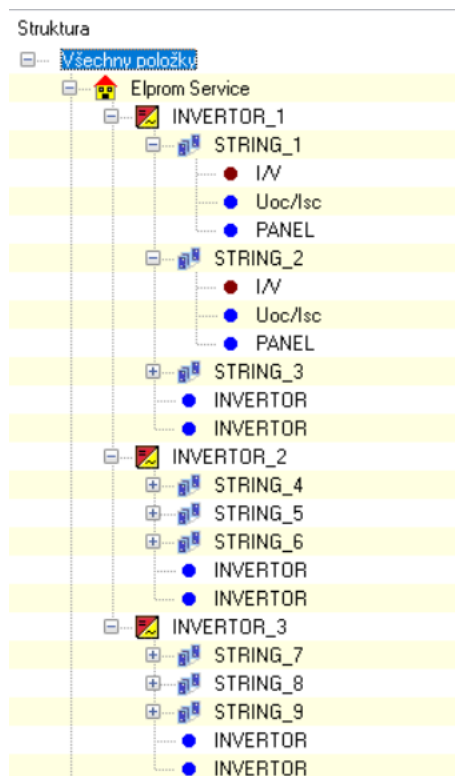 Struktura
Všechny položky
Elprom Service
INVERTOR_1
STRING_1
I/V
Uoc/Isc
PANEL
STRING_2
I/V
Uoc/Isc
PANEL
STRING_3
INVERTOR
INVERTOR
INVERTOR_2
STRING_4
STRING_5
STRING_6
INVERTOR
INVERTOR
INVERTOR_3
STRING_7
STRING_8
STRING_9
INVERTOR
INVERTOR